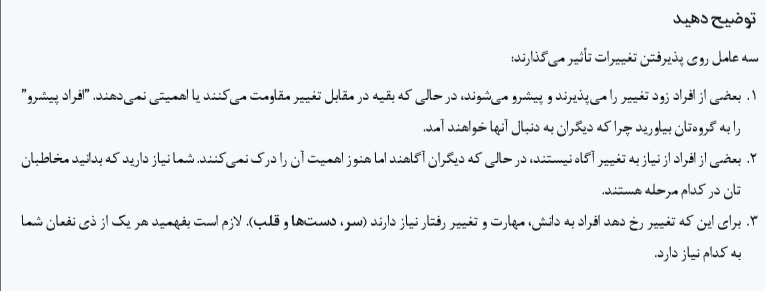 توضیح دهید
سه عامل روی پذیرفتن تغییرات تأثیر می‌گذارند؛
۱. بعضی از افراد زود تغییر را می‌پذیرند و پیشرو می‌شوند، در حالی که بقیه در مقابل تغییر مقاومت می‌کنند یا اهمیتی نمی‌دهند. "افراد پیشرو"
را به گروه‌تان بیاورید چرا که دیگران به دنبال آنها خواهند آمد.
۲. بعضی از افراد از نیاز به تغییر آگاه نیستند، در حالی که دیگران آگاهند اما هنوز اهمیت آن را درک نمی‌کنند. شما نیاز دارید که بدانید مخاطبان
تان در کدام مرحله هستند.
۳. برای این که تغییر رخ دهد افراد به دانش، مهارت و تغییر رفتار نیاز دارند (سر، دست‌ها و قلب). لازم است بفهمید هر یک از ذی نفعان شما
به کدام نیاز دارد.